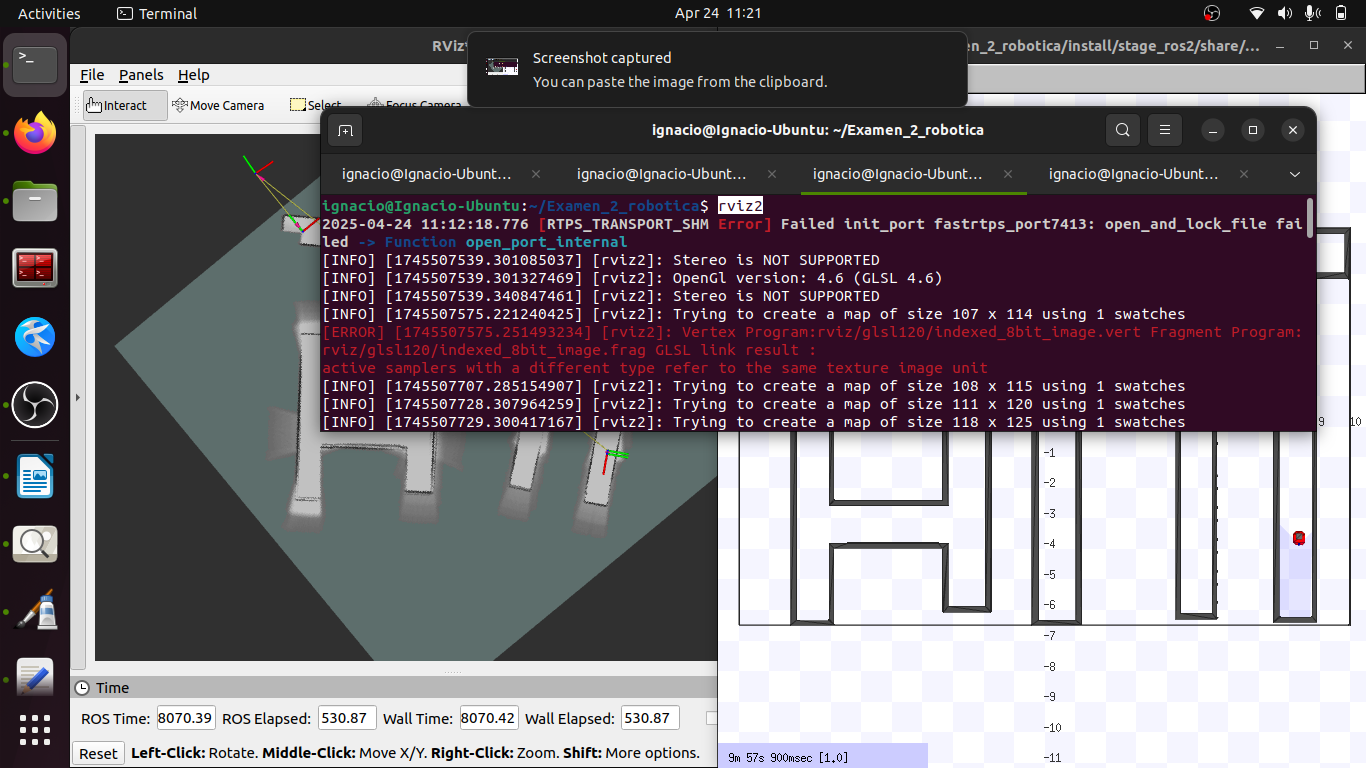 Activities
Terminal
Apr 24 11:21
RViz
en_2_robotica/install/stage_ros2/share/...
Screenshot captured
You can paste the image from the clipboard.
File Panels Help
Interact
Move Camera
Select
Focus Camera
ignacio@Ignacio-Ubuntu: ~/Examen_2_robotica
ignacio@Ignacio-Ubunt...
ignacio@Ignacio-Ubunt...
ignacio@Ignacio-Ubunt...
ignacio@Ignacio-Ubunt...
ignacio@Ignacio-Ubuntu:~/Examen_2_robotica$ rviz2
2025-04-24 11:12:18.776 [RTPS_TRANSPORT_SHM Error] Failed init_port fastrtps_port7413: open_and_lock_file fai
led -> Function open_port_internal
[INFO] [1745507539.301085037] [rviz2]: Stereo is NOT SUPPORTED
[INFO] [1745507539.301327469] [rviz2]: OpenGl version: 4.6 (GLSL 4.6)
[INFO] [1745507539.340847461] [rviz2]: Stereo is NOT SUPPORTED
[INFO] [1745507575.221240425] [rviz2]: Trying to create a map of size 107 x 114 using 1 swatches
[ERROR] [1745507575.251493234] [rviz2]: Vertex Program:rviz/glsl120/indexed_8bit_image.vert Fragment Program:
rviz/glsl120/indexed_8bit_image.frag GLSL link result :
active samplers with a different type refer to the same texture image unit
[INFO] [1745507707.285154907] [rviz2]: Trying to create a map of size 108 x 115 using 1 swatches
[INFO] [1745507728.307964259] [rviz2]: Trying to create a map of size 111 x 120 using 1 swatches
[INFO] [1745507729.300417167] [rviz2]: Trying to create a map of size 118 x 125 using 1 swatches
9 10
-1
-2
-3
-4
-5
-6
-7
-8
-9
-10
-11
Time
ROS Time: 8070.39 ROS Elapsed: 530.87 Wall Time: 8070.42 Wall Elapsed: 530.87
Reset Left-Click: Rotate. Middle-Click: Move X/Y. Right-Click: Zoom. Shift: More options.
9m 57s 900msec [1.0]